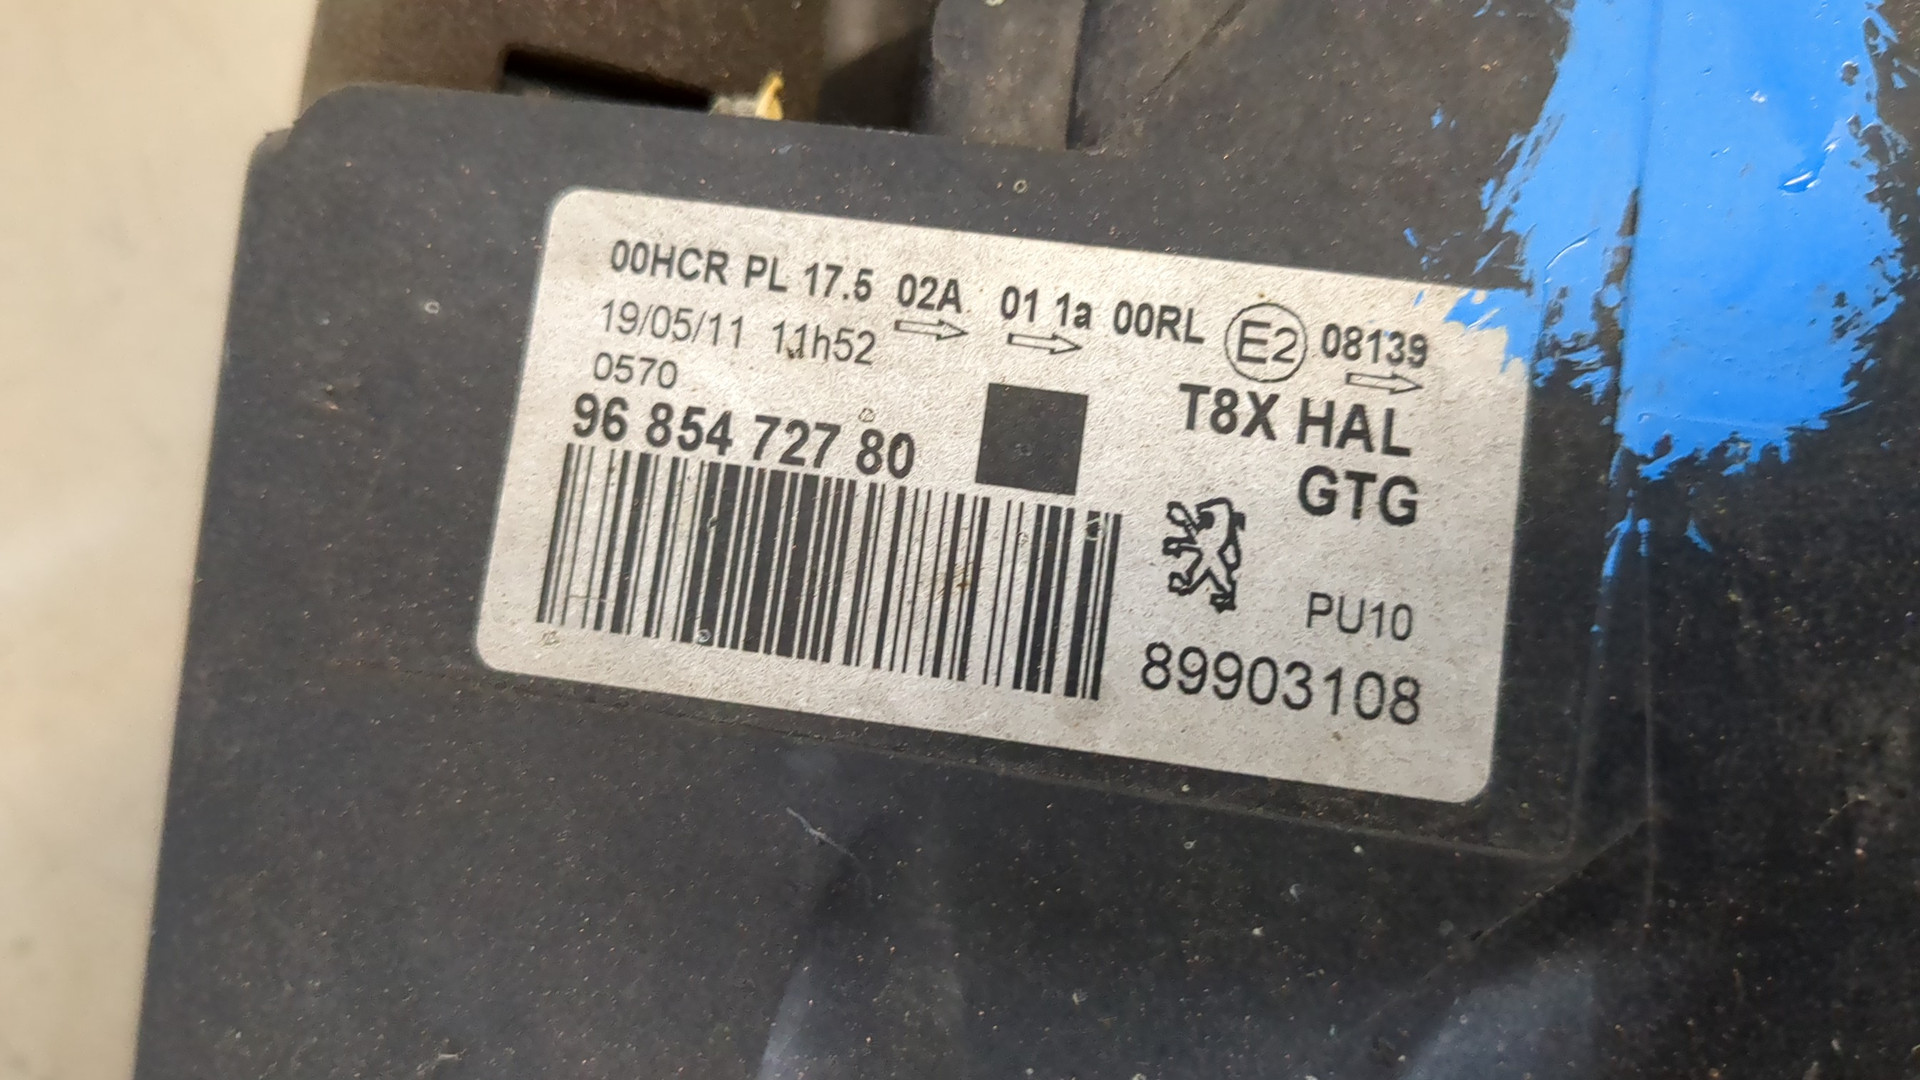 00HCR PL 17.5 02A 01 1a 00RL E2 08139
19/05/11 11h52
0570
96 854 727 80
T8X HAL
GTG
PU10
89903108